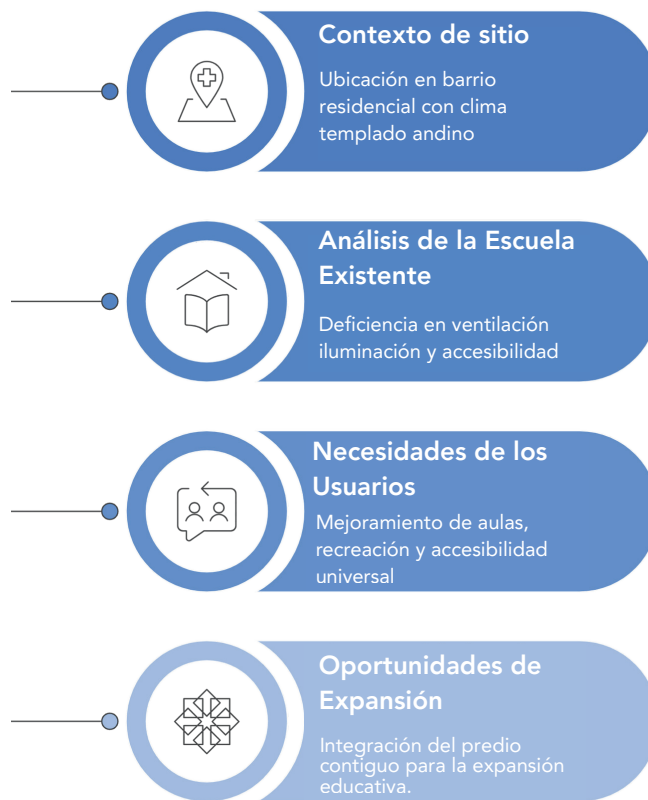 Contexto de sitio
Ubicación en barrio
residencial con clima
templado andino
Análisis de la Escuela
Existente
Deficiencia en ventilación
iluminación y accesibilidad
Necesidades de los
Usuarios
Mejoramiento de aulas,
recreación y accesibilidad
universal
Oportunidades de
Expansión
Integración del predio
contiguo para la expansión
educativa.